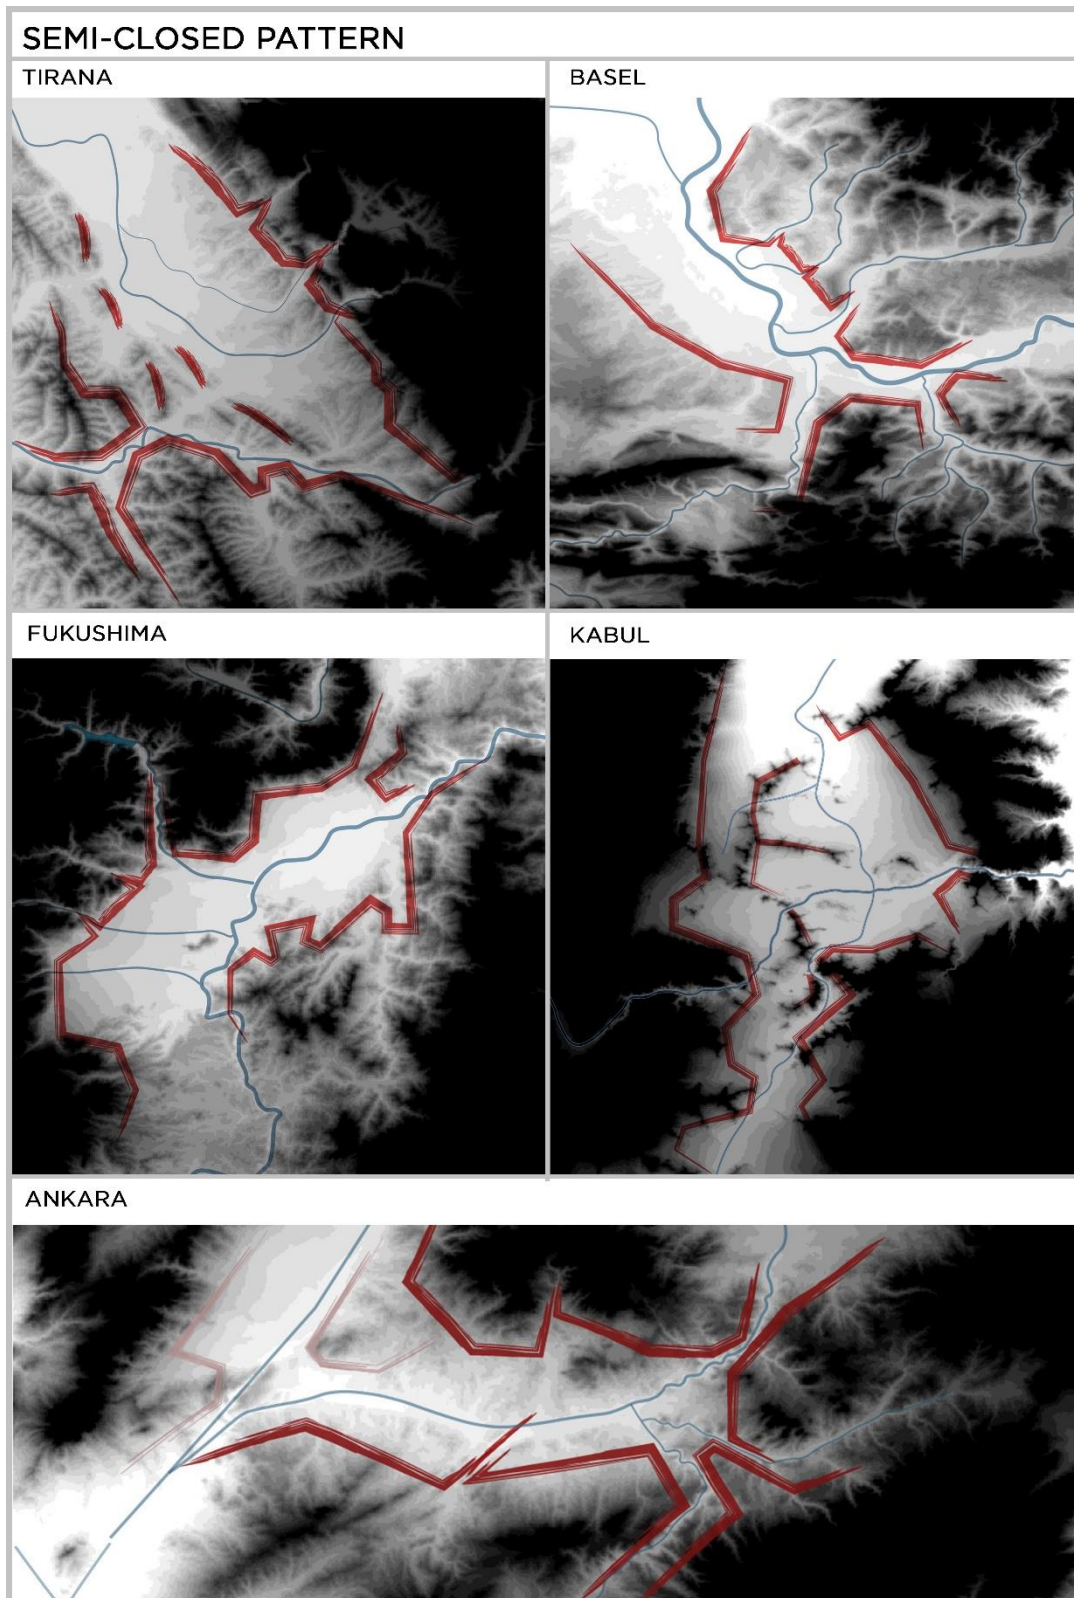 SEMI-CLOSED PATTERN
TIRANA
BASEL
FUKUSHIMA
KABUL
ANKARA